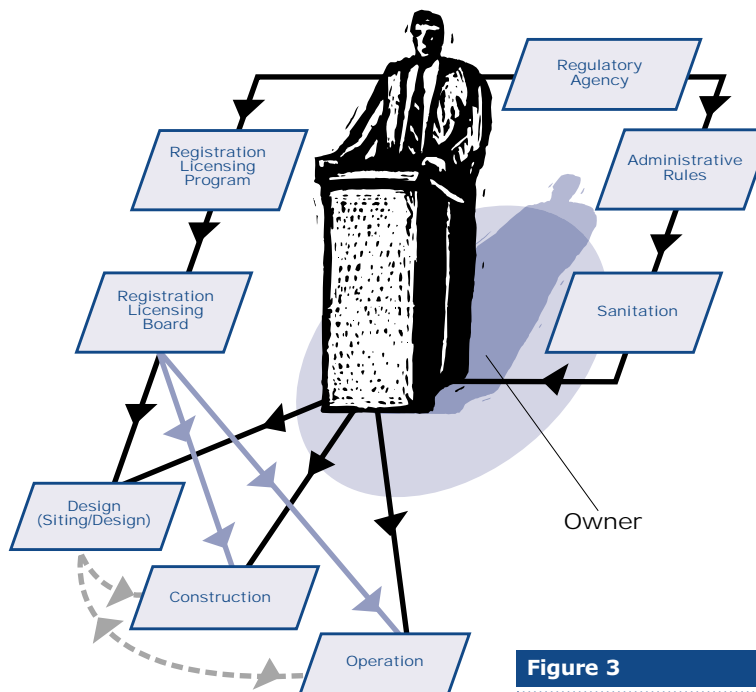 Regulatory
Agency
Registration
Licensing
Program
Administrative
Rules
Registration
Licensing
Board
Sanitation
Design
(Siting/Design)
Owner
Construction
Operation
Figure 3